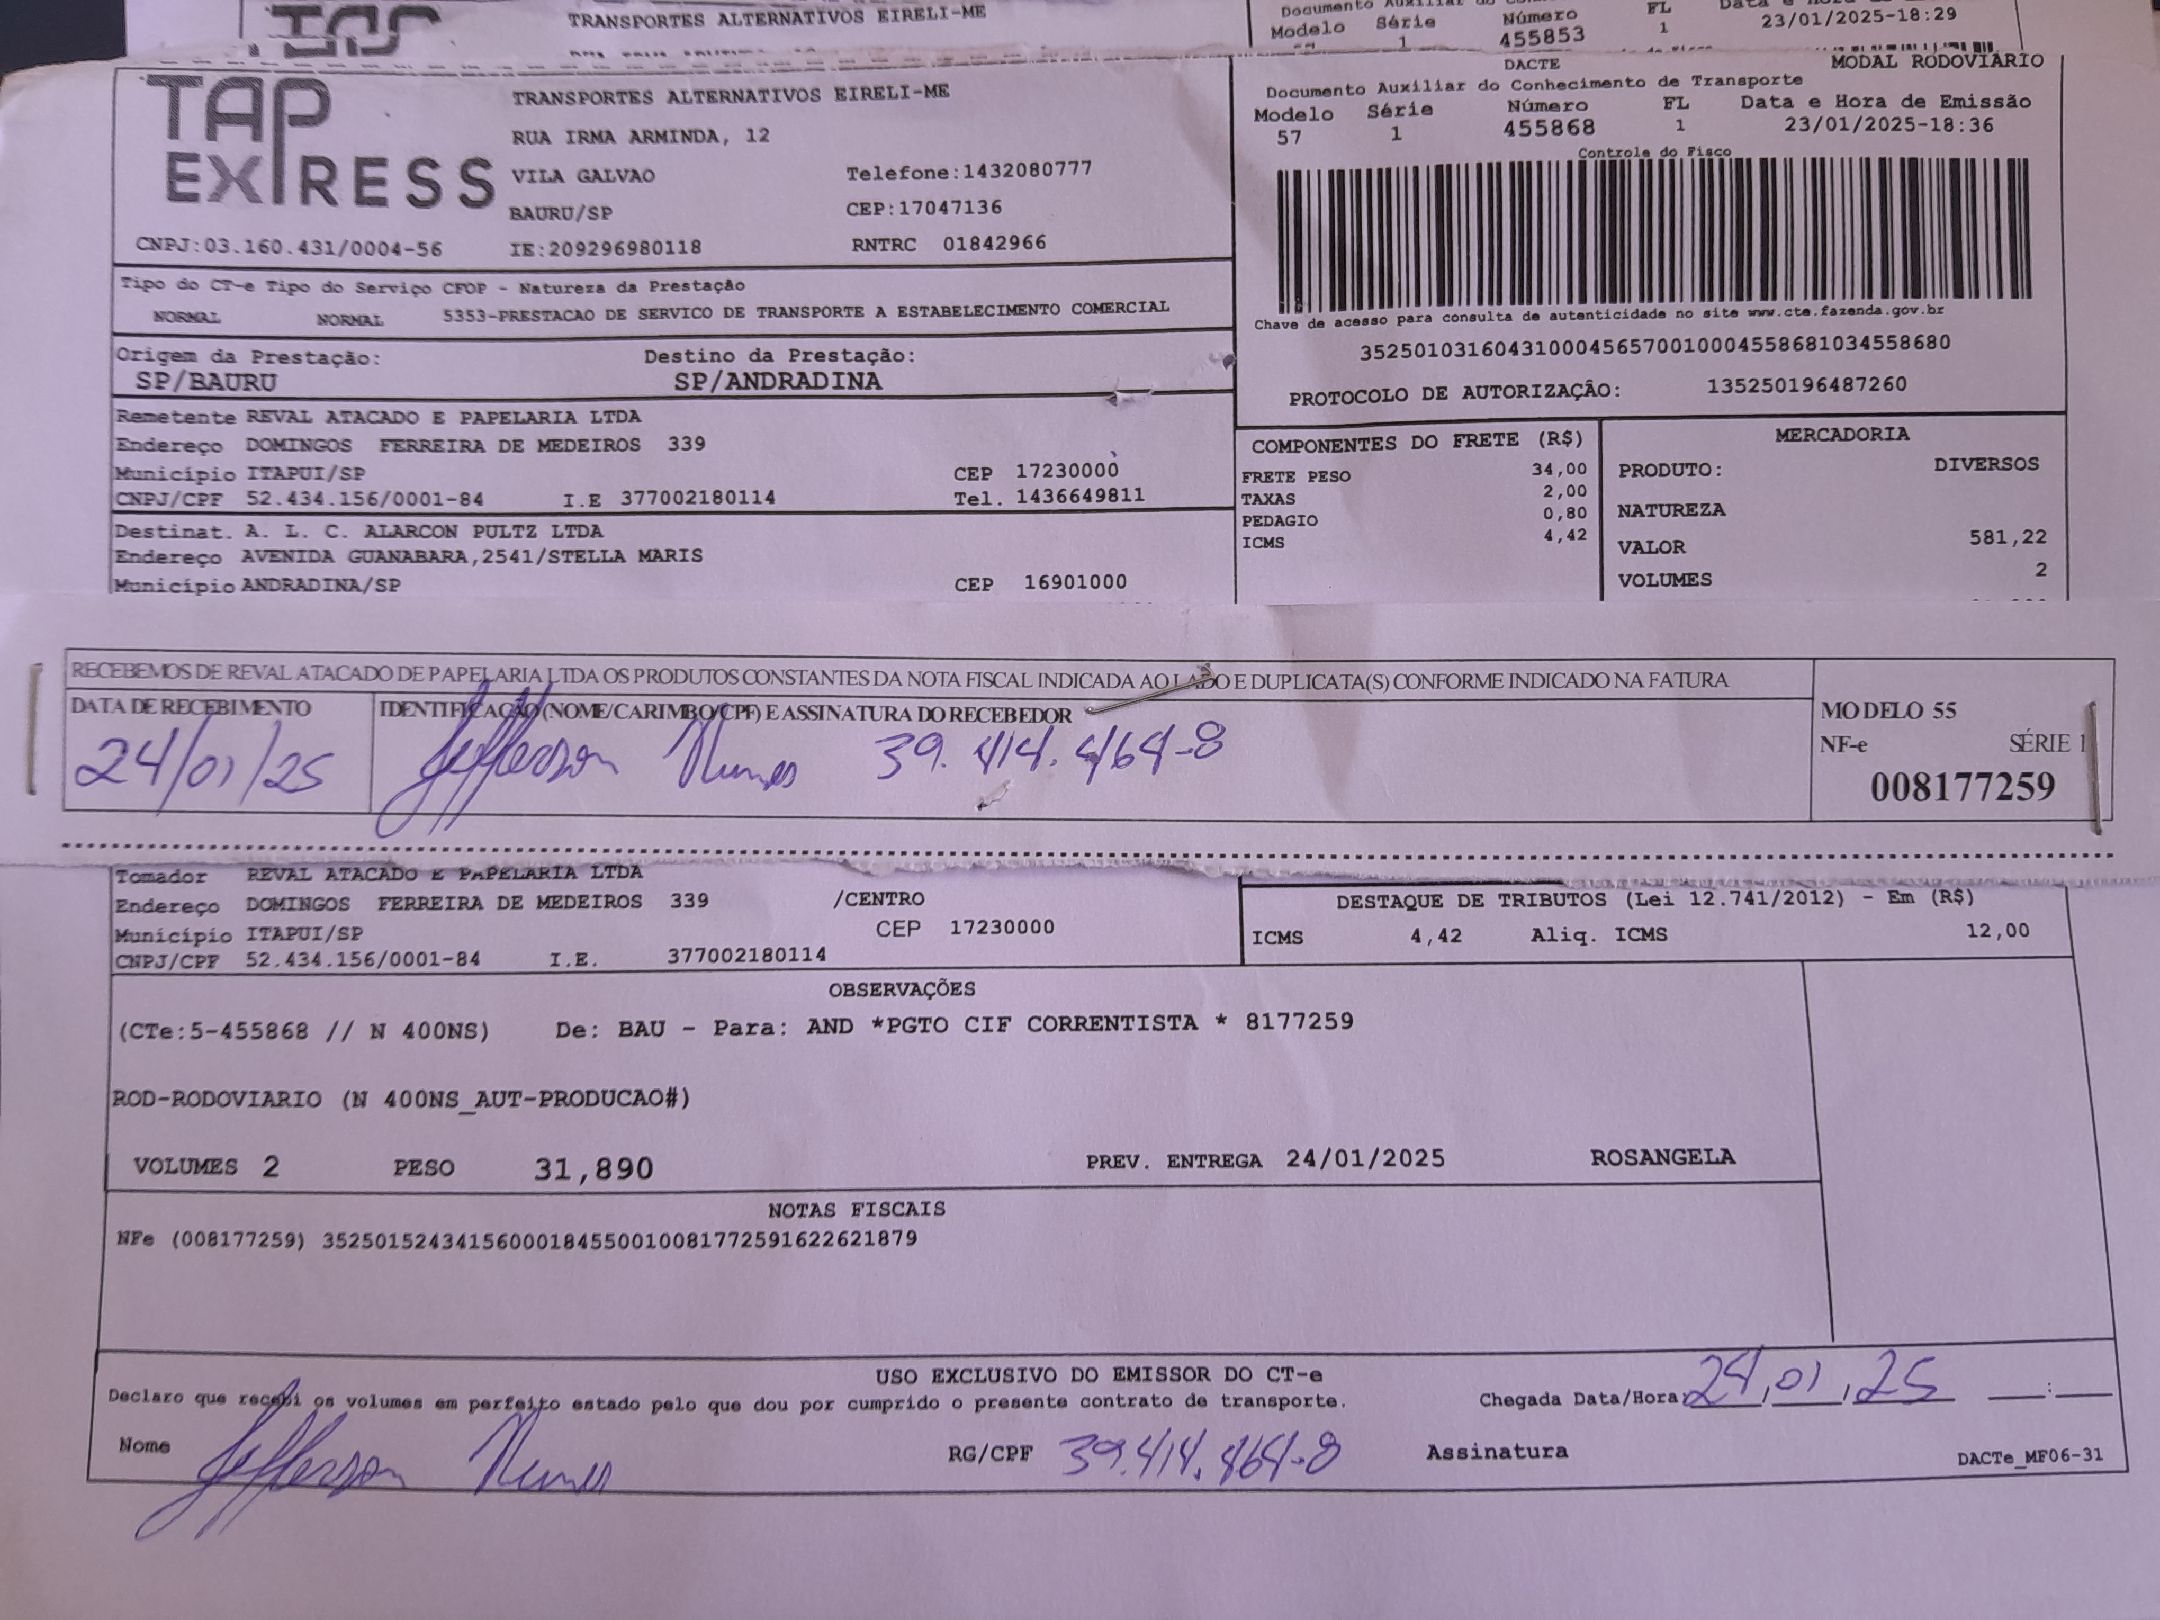 TRANSPORTES ALTERNATIVOS EIRELI-ME
Modelo Série Número FL
1 455853 1 23/01/2025-18:29
TAP EXPRESS
TRANSPORTES ALTERNATIVOS EIRELI-ME
RUA IRMA ARMINDA, 12
VILA GALVAO Telefone:1432080777
BAURU/SP CEP:17047136
CNPJ:03.160.431/0004-56 IE:209296980118 RNTRC 01842966
DACTE MODAL RODOVIARIO
Documento Auxiliar do Conhecimento de Transporte
Modelo Série Número FL Data e Hora de Emissão
57 1 455868 1 23/01/2025-18:36
Controle do Fisco
Chave de acesso para consulta de autenticidade no site www.cte.fazenda.gov.br
35250103160431000456570010004558681034558680
PROTOCOLO DE AUTORIZAÇÃO: 135250196487260
Tipo do CT-e Tipo do Serviço CFOP - Natureza da Prestação
NORMAL NORMAL 5353-PRESTACAO DE SERVICO DE TRANSPORTE A ESTABELECIMENTO COMERCIAL
Origem da Prestação: Destino da Prestação:
SP/BAURU SP/ANDRADINA
Remetente REVAL ATACADO E PAPELARIA LTDA
Endereço DOMINGOS FERREIRA DE MEDEIROS 339
Município ITAPUI/SP CEP 17230000
CNPJ/CPF 52.434.156/0001-84 I.E 377002180114 Tel. 1436649811
Destinat. A. L. C. ALARCON PULTZ LTDA
Endereço AVENIDA GUANABARA,2541/STELLA MARIS
Município ANDRADINA/SP CEP 16901000
COMPONENTES DO FRETE (R$)
FRETE PESO 34,00
TAXAS 2,00
PEDAGIO 0,80
ICMS 4,42
MERCADORIA
PRODUTO: DIVERSOS
NATUREZA
VALOR 581,22
VOLUMES 2
RECEBEMOS DE REVAL ATACADO DE PAPELARIA LTDA OS PRODUTOS CONSTANTES DA NOTA FISCAL INDICADA AO LADO E DUPLICATA(S) CONFORME INDICADO NA FATURA
DATA DE RECEBIMENTO IDENTIFICAÇÃO (NOME/CARIMBO/CPF) E ASSINATURA DO RECEBEDOR
24/01/25 Jefferson Nunes 39.414.464-8
MODELO 55
NF-e SÉRIE 1
008177259
Tomador REVAL ATACADO E PAPELARIA LTDA
Endereço DOMINGOS FERREIRA DE MEDEIROS 339 /CENTRO
Município ITAPUI/SP CEP 17230000
CNPJ/CPF 52.434.156/0001-84 I.E. 377002180114
DESTAQUE DE TRIBUTOS (Lei 12.741/2012) - Em (R$)
ICMS 4,42 Aliq. ICMS 12,00
OBSERVAÇÕES
(CTe:5-455868 // N 400NS) De: BAU - Para: AND *PGTO CIF CORRENTISTA * 8177259
ROD-RODOVIARIO (N 400NS_AUT-PRODUCAO#)
VOLUMES 2 PESO 31,890 PREV. ENTREGA 24/01/2025 ROSANGELA
NOTAS FISCAIS
NFe (008177259) 35250152434156000184550010081772591622621879
USO EXCLUSIVO DO EMISSOR DO CT-e
Declaro que recebi os volumes em perfeito estado pelo que dou por cumprido o presente contrato de transporte. Chegada Data/Hora: 24/01/25 __:__
Nome Jefferson Nunes RG/CPF 39.414.464-8 Assinatura DACTe_MF06-31